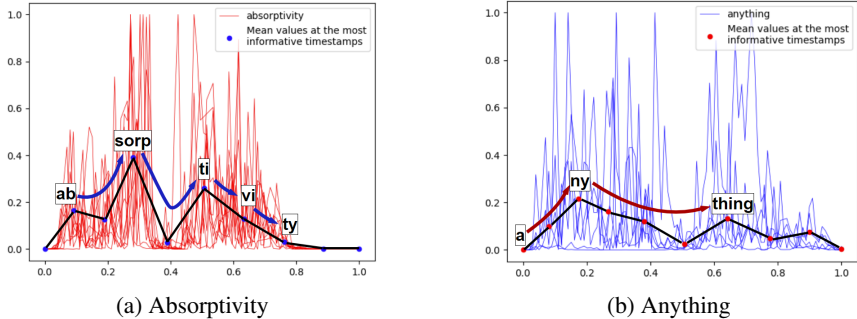 absorptivity
Mean values at the most
informative timestamps
1.0
0.8
0.6
0.4
0.2
0.0
ab
sorp
ti
vi
ty
0.0 0.2 0.4 0.6 0.8 1.0
(a) Absorptivity
anything
Mean values at the most
informative timestamps
1.0
0.8
0.6
0.4
0.2
0.0
a
ny
thing
0.0 0.2 0.4 0.6 0.8 1.0
(b) Anything